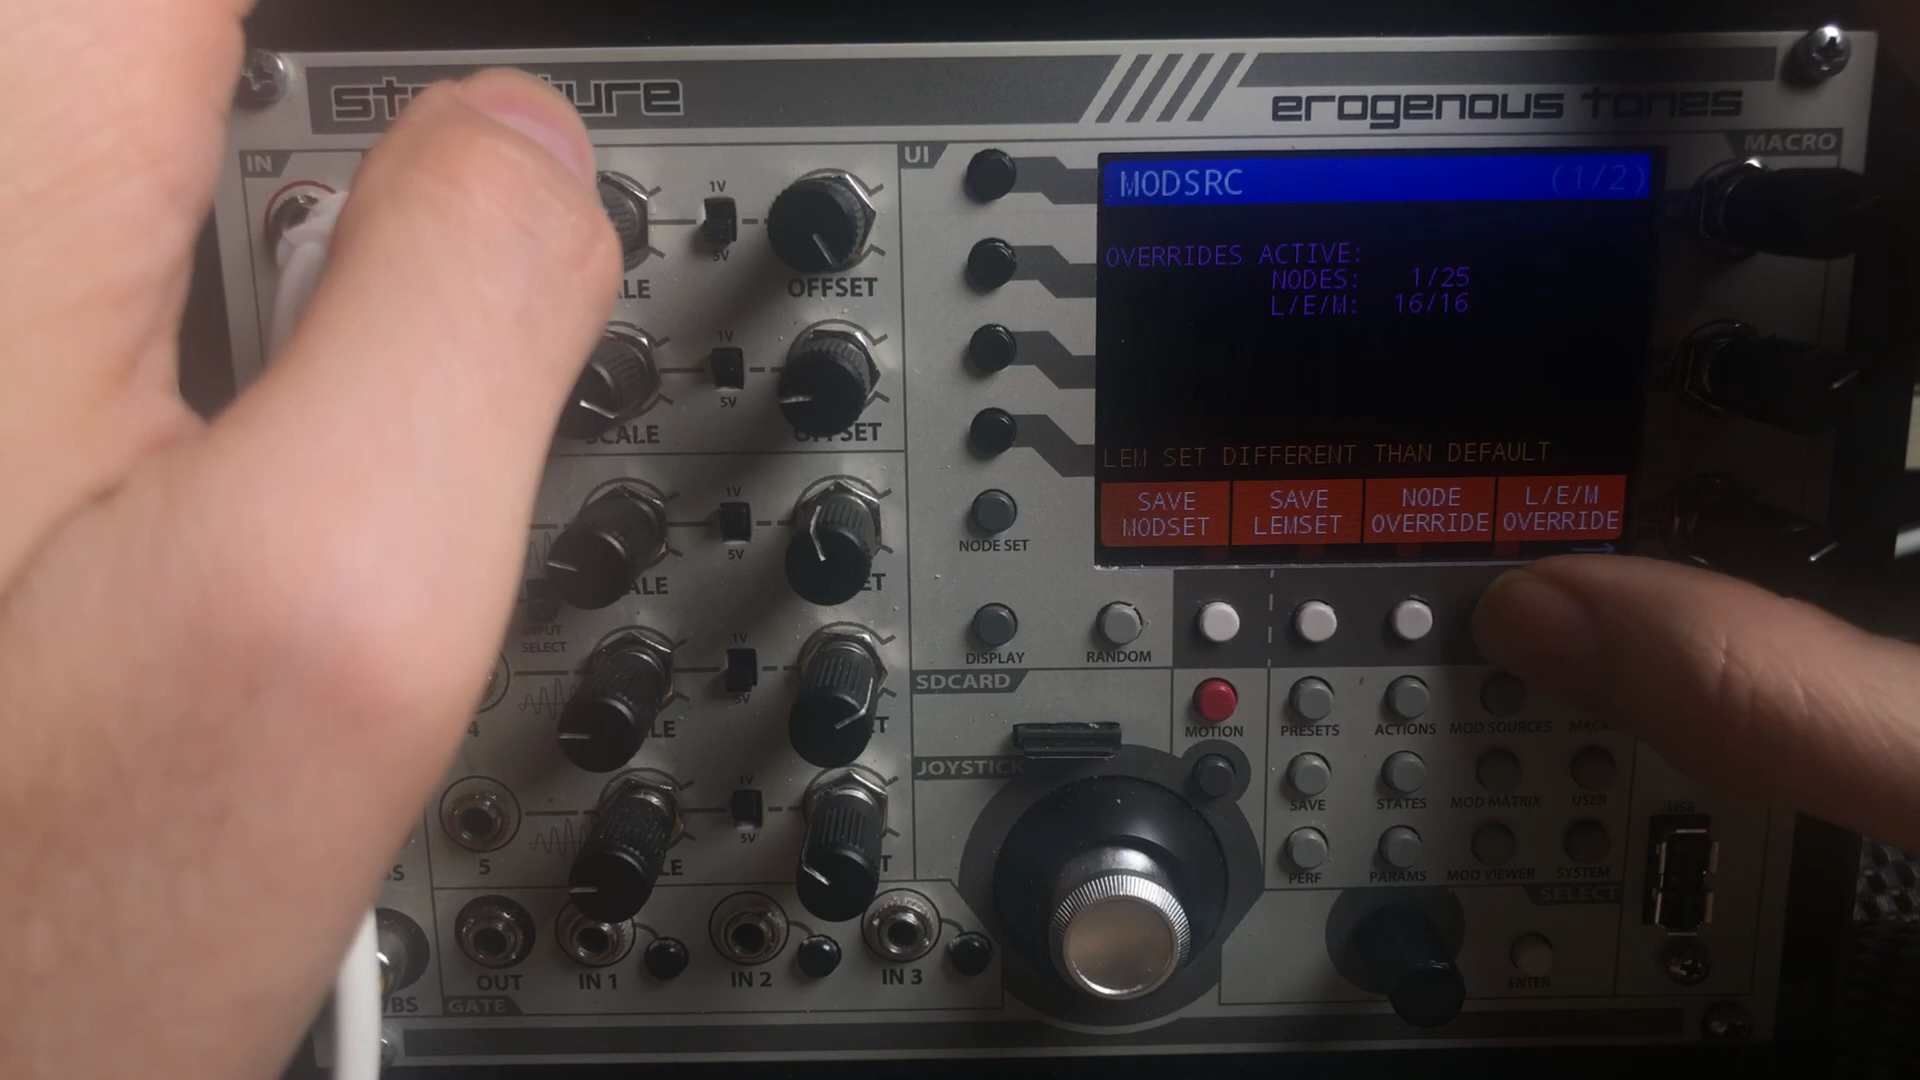 erogenous tones
IN
UI
MACRO
1V
5V
OFFSET
MODSRC (1/2)
OVERRIDES ACTIVE:
NODES: 1/25
L/E/M: 16/16
LEM SET DIFFERENT THAN DEFAULT
SAVE MODSET
SAVE LEMSET
NODE OVERRIDE
L/E/M OVERRIDE
1V
5V
SCALE
OFFSET
1V
5V
NODE SET
INPUT SELECT
1V
5V
DISPLAY
RANDOM
SDCARD
MOTION
PRESETS
ACTIONS
MOD SOURCES
4
JOYSTICK
1V
5V
SAVE
STATES
MOD MATRIX
USER
USB
5
PERF
PARAMS
MOD VIEWER
SYSTEM
SELECT
OUT
IN 1
IN 2
IN 3
ENTER
GATE